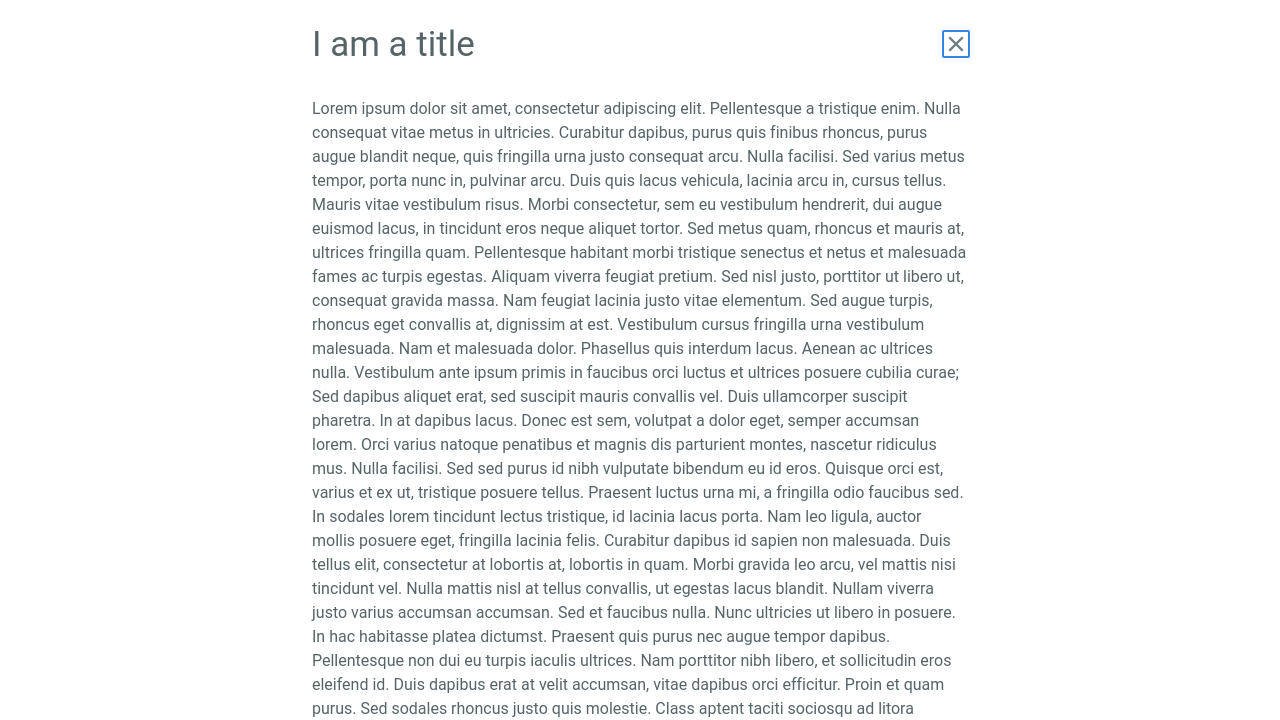 I am a title
Lorem ipsum dolor sit amet, consectetur adipiscing elit. Pellentesque a tristique enim. Nulla
consequat vitae metus in ultricies. Curabitur dapibus, purus quis finibus rhoncus, purus
augue blandit neque, quis fringilla urna justo consequat arcu. Nulla facilisi. Sed varius metus
tempor, porta nunc in, pulvinar arcu. Duis quis lacus vehicula, lacinia arcu in, cursus tellus.
Mauris vitae vestibulum risus. Morbi consectetur, sem eu vestibulum hendrerit, dui augue
euismod lacus, in tincidunt eros neque aliquet tortor. Sed metus quam, rhoncus et mauris at,
ultrices fringilla quam. Pellentesque habitant morbi tristique senectus et netus et malesuada
fames ac turpis egestas. Aliquam viverra feugiat pretium. Sed nisl justo, porttitor ut libero ut,
consequat gravida massa. Nam feugiat lacinia justo vitae elementum. Sed augue turpis,
rhoncus eget convallis at, dignissim at est. Vestibulum cursus fringilla urna vestibulum
malesuada. Nam et malesuada dolor. Phasellus quis interdum lacus. Aenean ac ultrices
nulla. Vestibulum ante ipsum primis in faucibus orci luctus et ultrices posuere cubilia curae;
Sed dapibus aliquet erat, sed suscipit mauris convallis vel. Duis ullamcorper suscipit
pharetra. In at dapibus lacus. Donec est sem, volutpat a dolor eget, semper accumsan
lorem. Orci varius natoque penatibus et magnis dis parturient montes, nascetur ridiculus
mus. Nulla facilisi. Sed sed purus id nibh vulputate bibendum eu id eros. Quisque orci est,
varius et ex ut, tristique posuere tellus. Praesent luctus urna mi, a fringilla odio faucibus sed.
In sodales lorem tincidunt lectus tristique, id lacinia lacus porta. Nam leo ligula, auctor
mollis posuere eget, fringilla lacinia felis. Curabitur dapibus id sapien non malesuada. Duis
tellus elit, consectetur at lobortis at, lobortis in quam. Morbi gravida leo arcu, vel mattis nisi
tincidunt vel. Nulla mattis nisl at tellus convallis, ut egestas lacus blandit. Nullam viverra
justo varius accumsan accumsan. Sed et faucibus nulla. Nunc ultricies ut libero in posuere.
In hac habitasse platea dictumst. Praesent quis purus nec augue tempor dapibus.
Pellentesque non dui eu turpis iaculis ultrices. Nam porttitor nibh libero, et sollicitudin eros
eleifend id. Duis dapibus erat at velit accumsan, vitae dapibus orci efficitur. Proin et quam
purus. Sed sodales rhoncus justo quis molestie. Class aptent taciti sociosqu ad litora